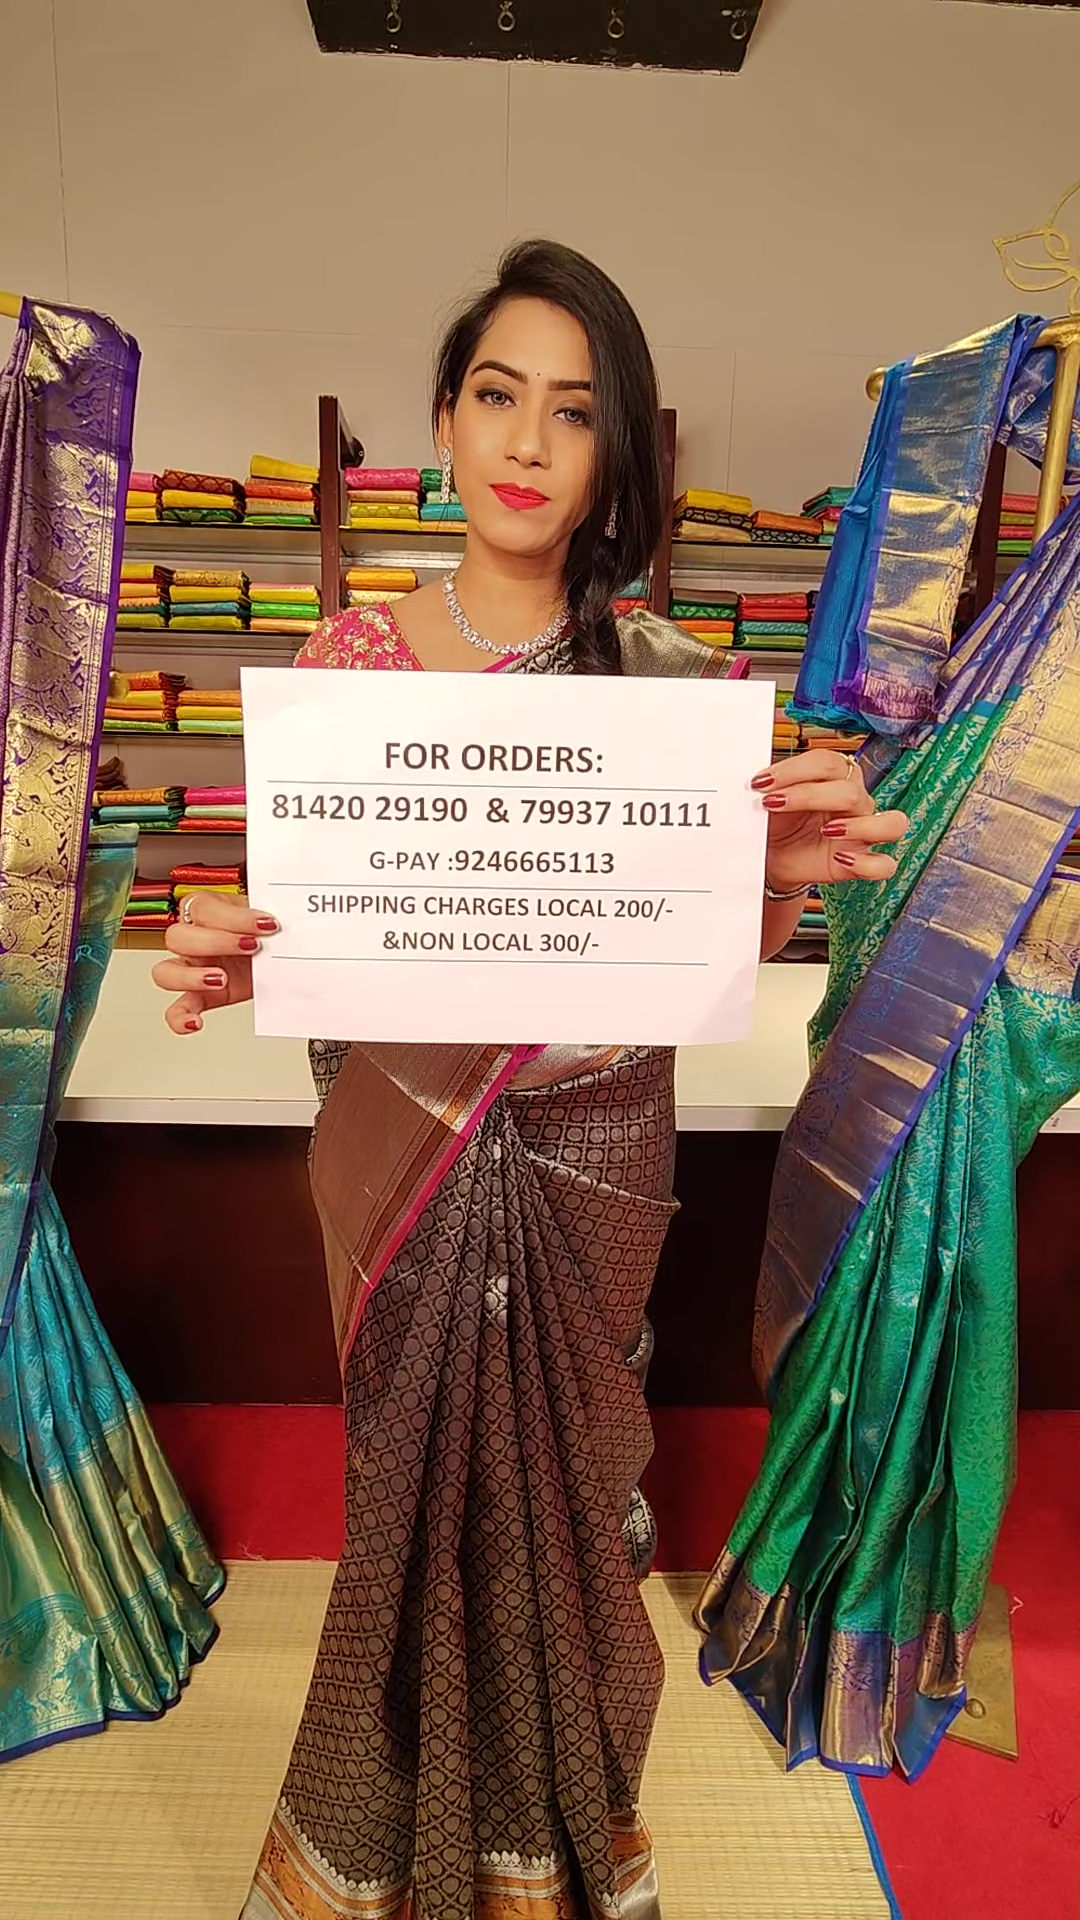 FOR ORDERS:
81420 29190 & 79937 10111
G-PAY :9246665113
SHIPPING CHARGES LOCAL 200/-
&NON LOCAL 300/-